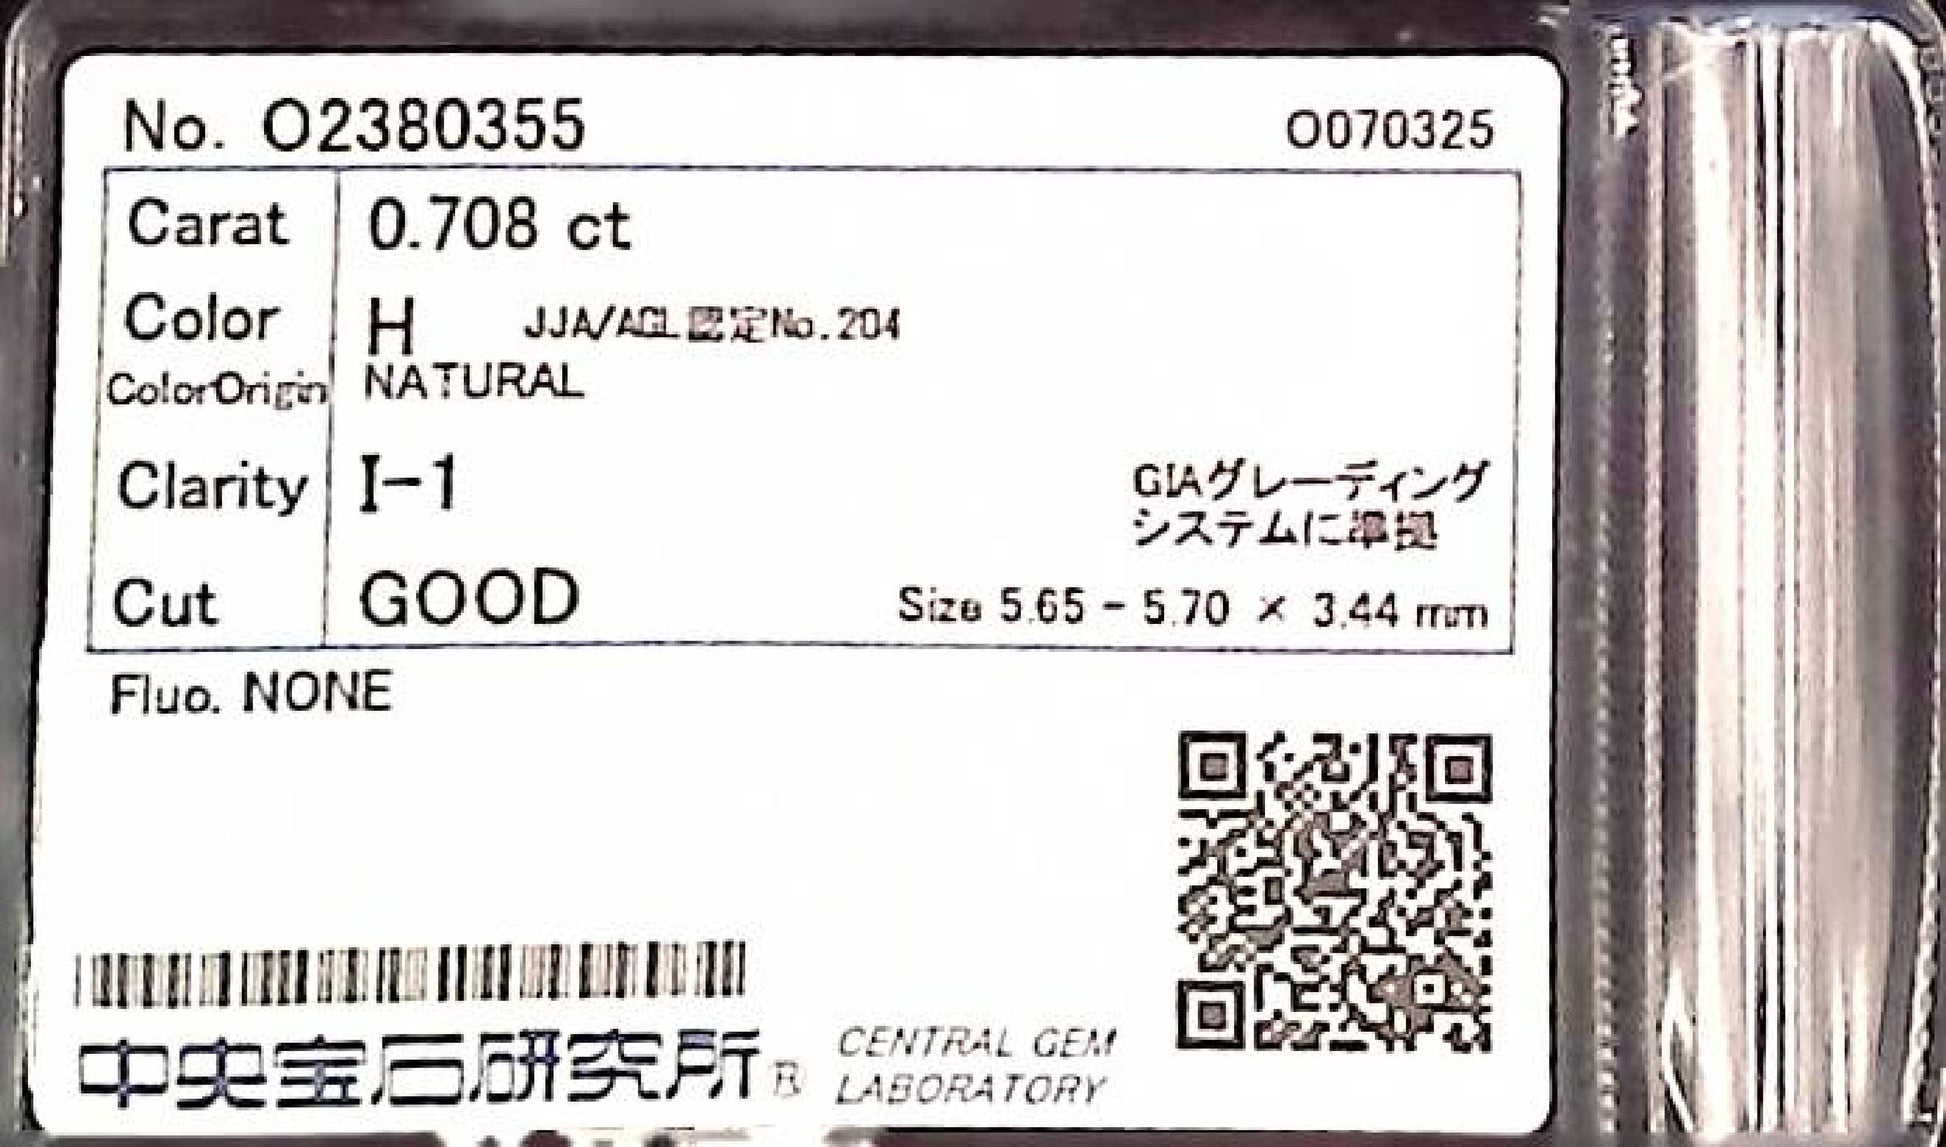 No. O2380355 O070325
Carat 0.708 ct
Color H JJA/AGL認定No.204
ColorOrigin NATURAL
Clarity I-1 GIAグレーディング
システムに準拠
Cut GOOD Size 5.65 - 5.70 × 3.44 mm
Fluo. NONE
中央宝石研究所® CENTRAL GEM
LABORATORY